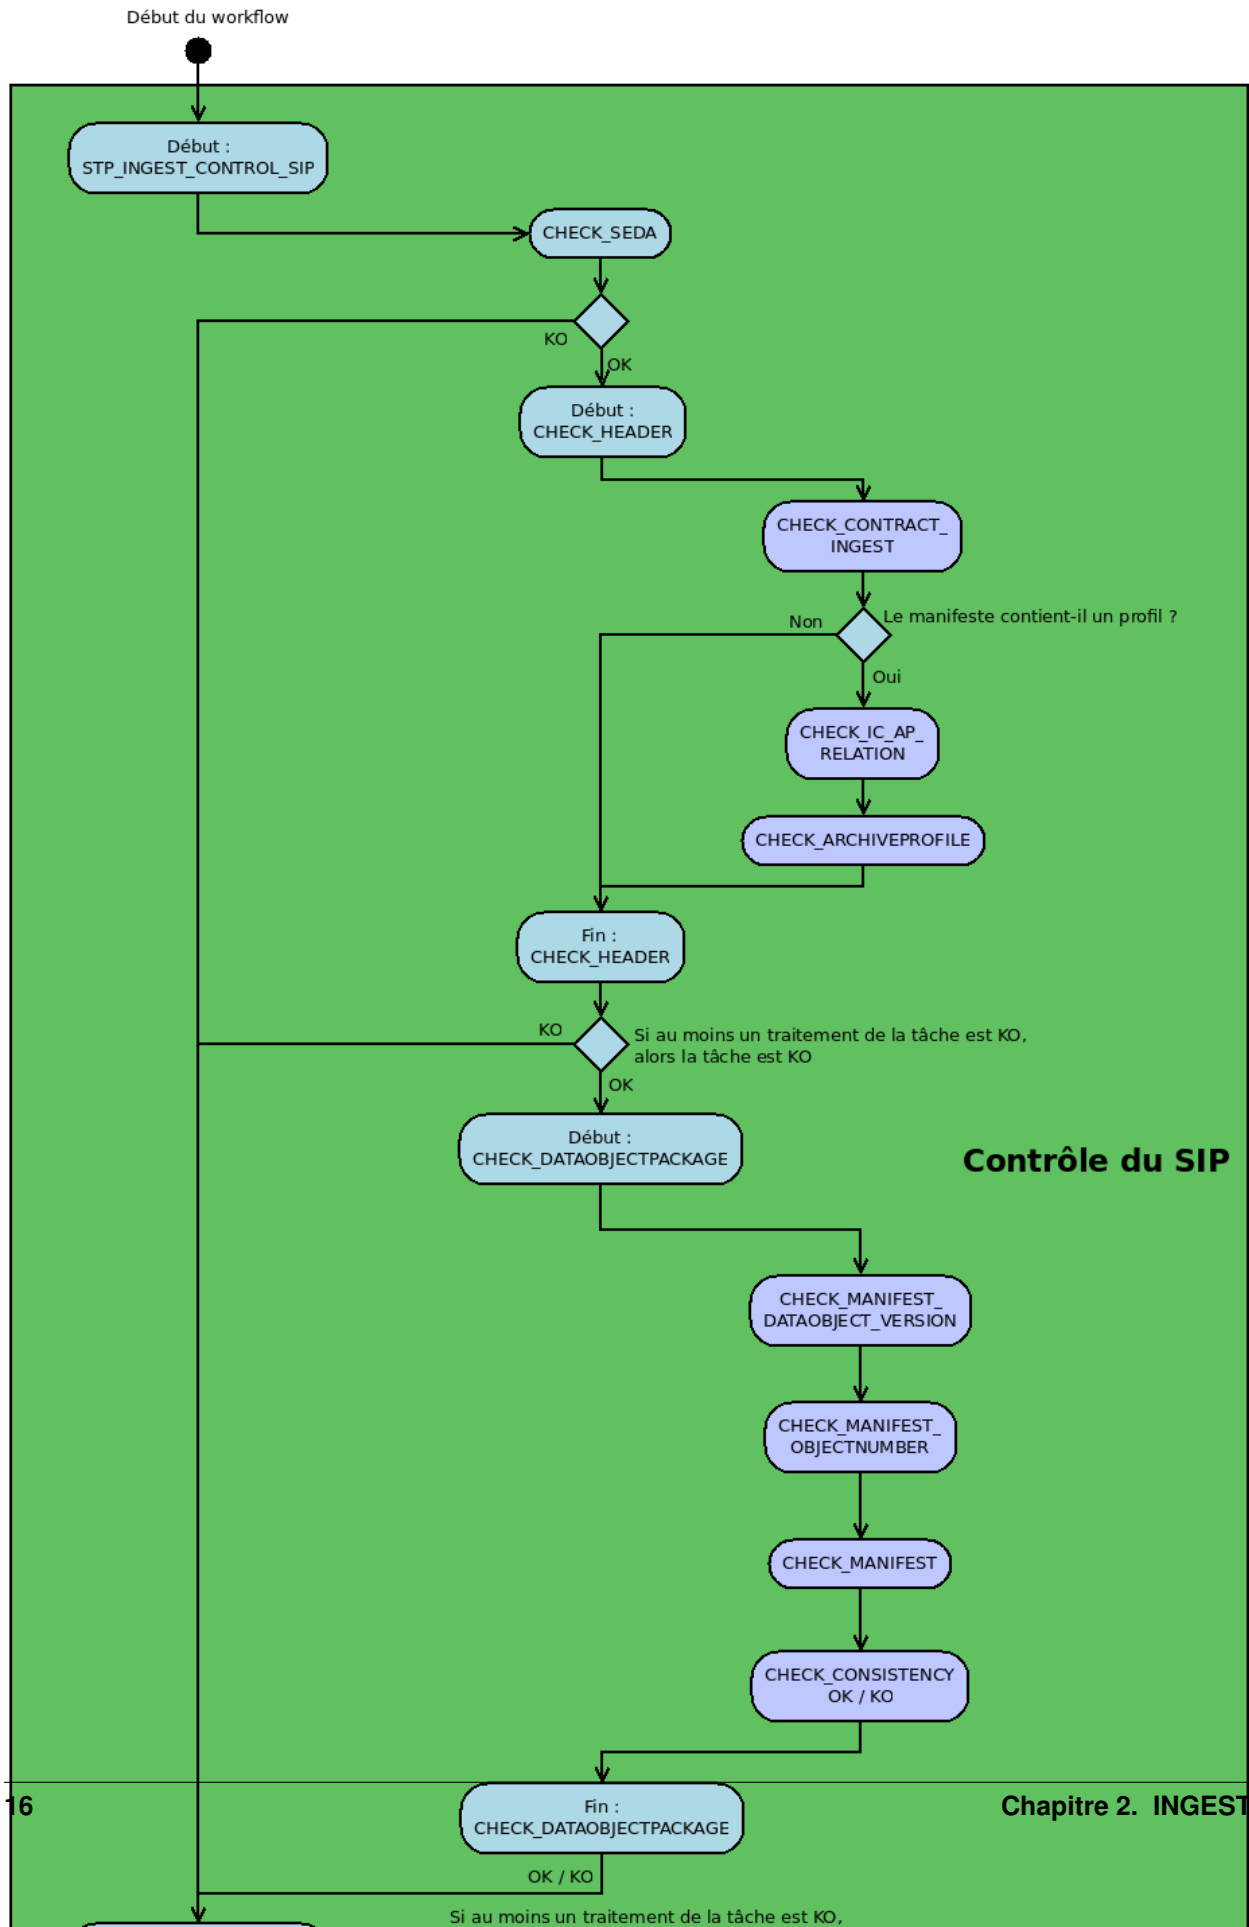 Début du workflow
Début :
STP_INGEST_CONTROL_SIP
CHECK_SEDA
KO
OK
Début :
CHECK_HEADER
CHECK_CONTRACT_
INGEST
Le manifeste contient-il un profil ?
Non
Oui
CHECK_IC_AP_
RELATION
CHECK_ARCHIVEPROFILE
Fin :
CHECK_HEADER
KO
Si au moins un traitement de la tâche est KO,
alors la tâche est KO
OK
Début :
CHECK_DATAOBJECTPACKAGE
Contrôle du SIP
CHECK_MANIFEST_
DATAOBJECT_VERSION
CHECK_MANIFEST_
OBJECTNUMBER
CHECK_MANIFEST
CHECK_CONSISTENCY
OK / KO
16
Chapitre 2. INGEST
Fin :
CHECK_DATAOBJECTPACKAGE
OK / KO
Si au moins un traitement de la tâche est KO,